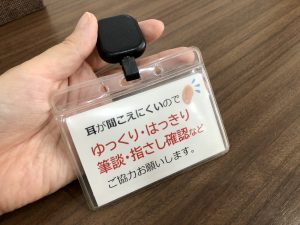 耳が聞こえにくいので
ゆっくり・はっきり
筆談・指さし確認など
ご協力お願いします。